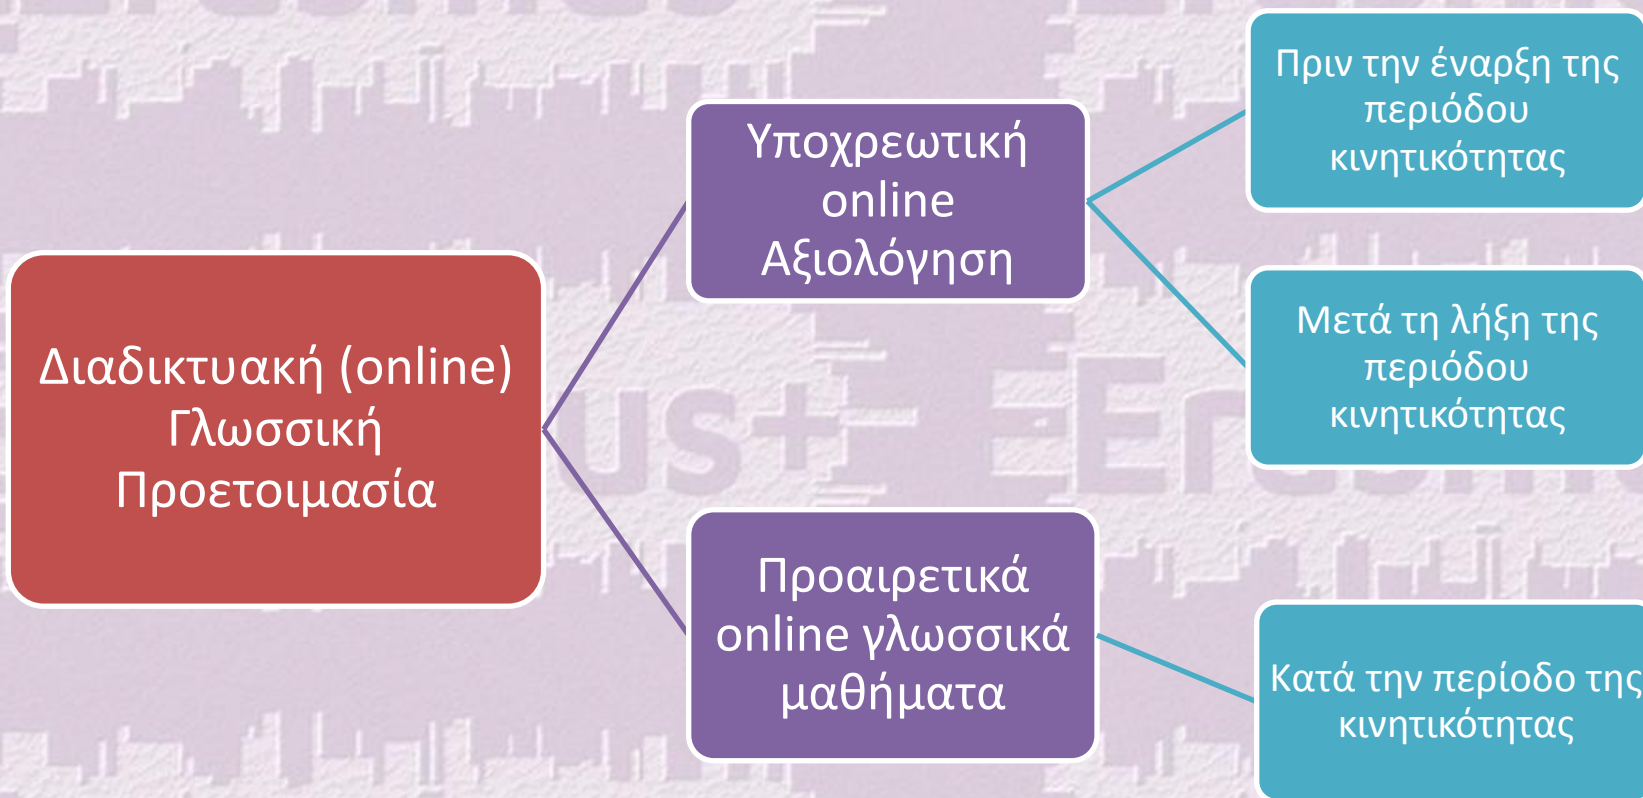 Διαδικτυακή (online)
Γλωσσική
Προετοιμασία
Υποχρεωτική
online
Αξιολόγηση
Πριν την έναρξη της
περιόδου
κινητικότητας
Μετά τη λήξη της
περιόδου
κινητικότητας
Προαιρετικά
online γλωσσικά
μαθήματα
Κατά την περίοδο της
κινητικότητας